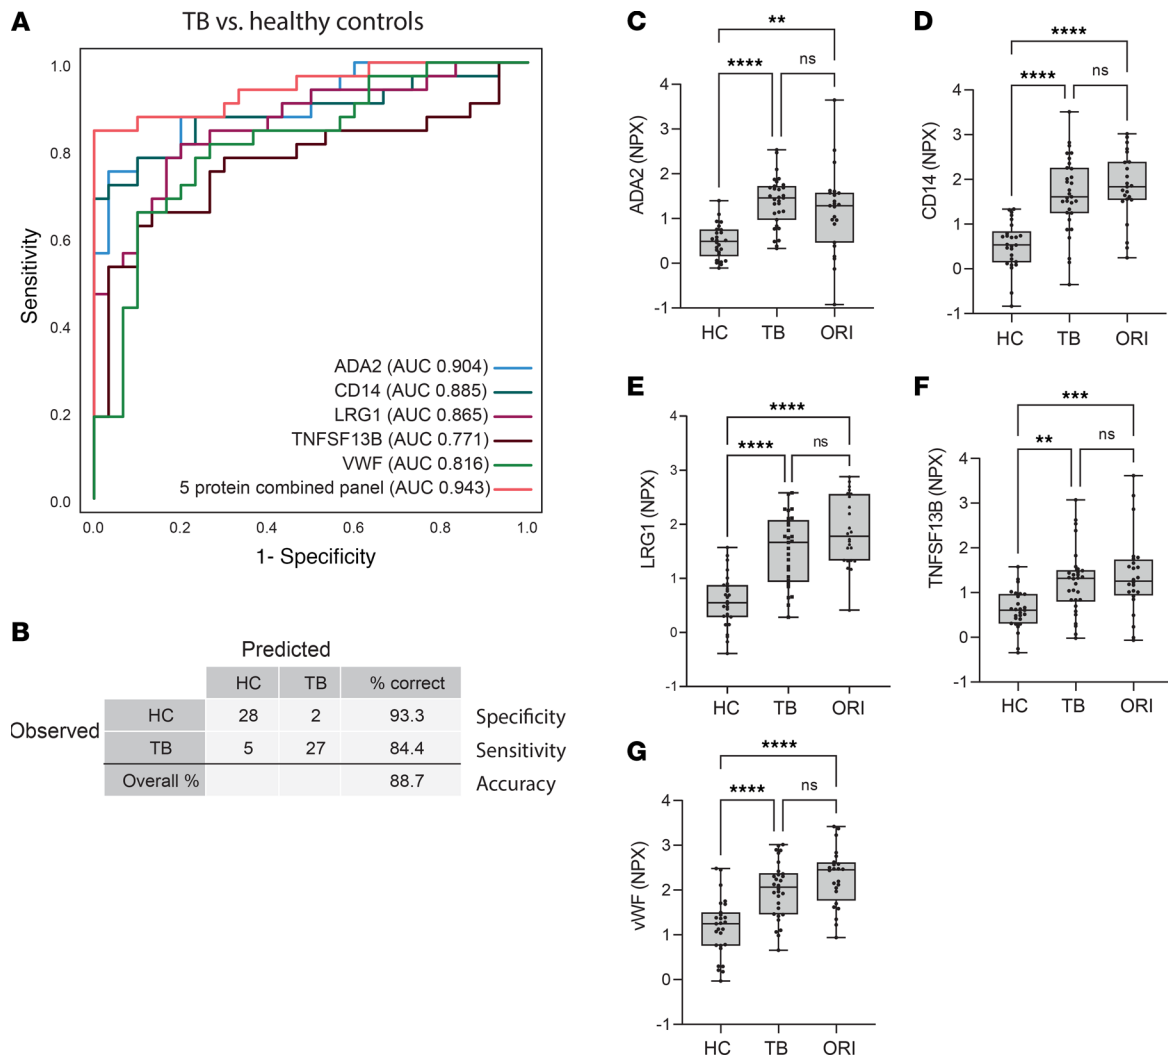 A
TB vs. healthy controls
Sensitivity
1.0
0.8
0.6
0.4
0.2
0.0
ADA2 (AUC 0.904)
CD14 (AUC 0.885)
LRG1 (AUC 0.865)
TNFSF13B (AUC 0.771)
VWF (AUC 0.816)
5 protein combined panel (AUC 0.943)
0.0 0.2 0.4 0.6 0.8 1.0
1- Specificity
B
Predicted
HC TB % correct
Observed
HC 28 2 93.3 Specificity
TB 5 27 84.4 Sensitivity
Overall % 88.7 Accuracy
C
**
**** ns
ADA2 (NPX)
4
3
2
1
0
-1
HC TB ORI
D
****
**** ns
CD14 (NPX)
4
3
2
1
0
-1
HC TB ORI
E
****
**** ns
LRG1 (NPX)
4
3
2
1
0
-1
HC TB ORI
F
***
** ns
TNFSF13B (NPX)
4
3
2
1
0
-1
HC TB ORI
G
****
**** ns
vWF (NPX)
4
3
2
1
0
-1
HC TB ORI